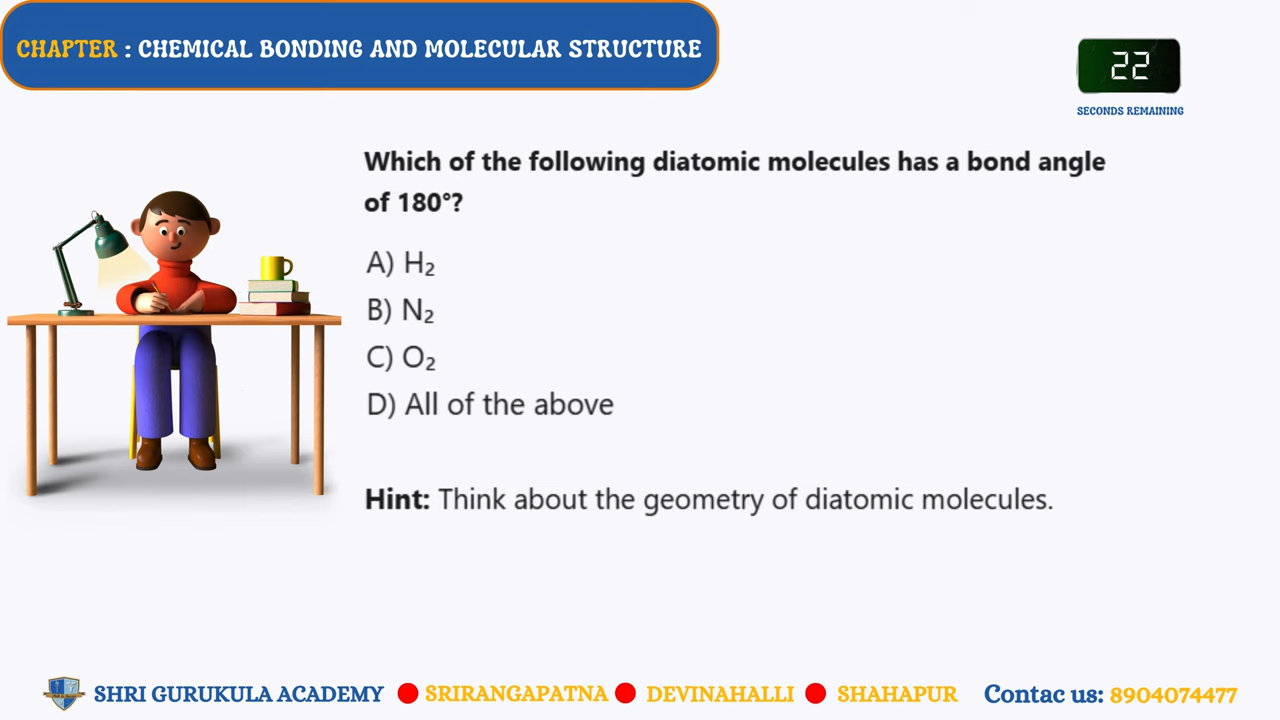 CHAPTER : CHEMICAL BONDING AND MOLECULAR STRUCTURE
22
SECONDS REMAINING
Which of the following diatomic molecules has a bond angle
of 180°?
A) H₂
B) N₂
C) O₂
D) All of the above
Hint: Think about the geometry of diatomic molecules.
SHRI GURUKULA ACADEMY SRIRANGAPATNA DEVINAHALLI SHAHAPUR Contac us: 8904074477